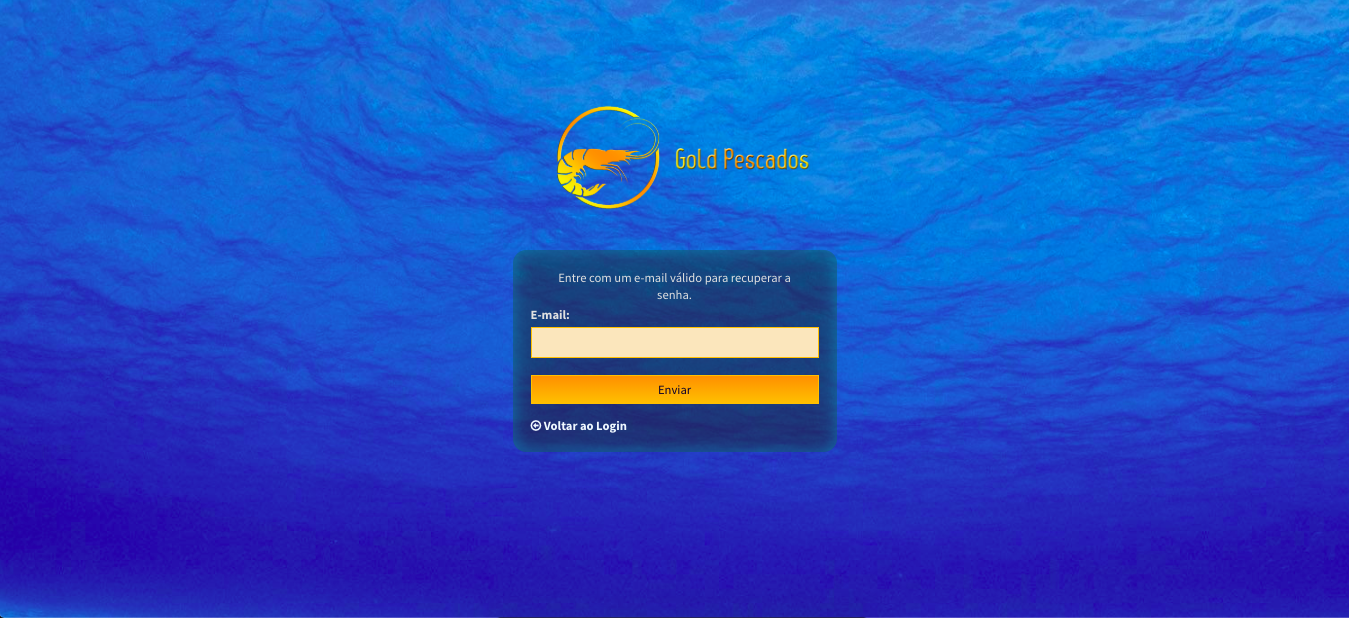 Gold Pescados
Entre com um e-mail válido para recuperar a
senha.
E-mail:
Enviar
Voltar ao Login